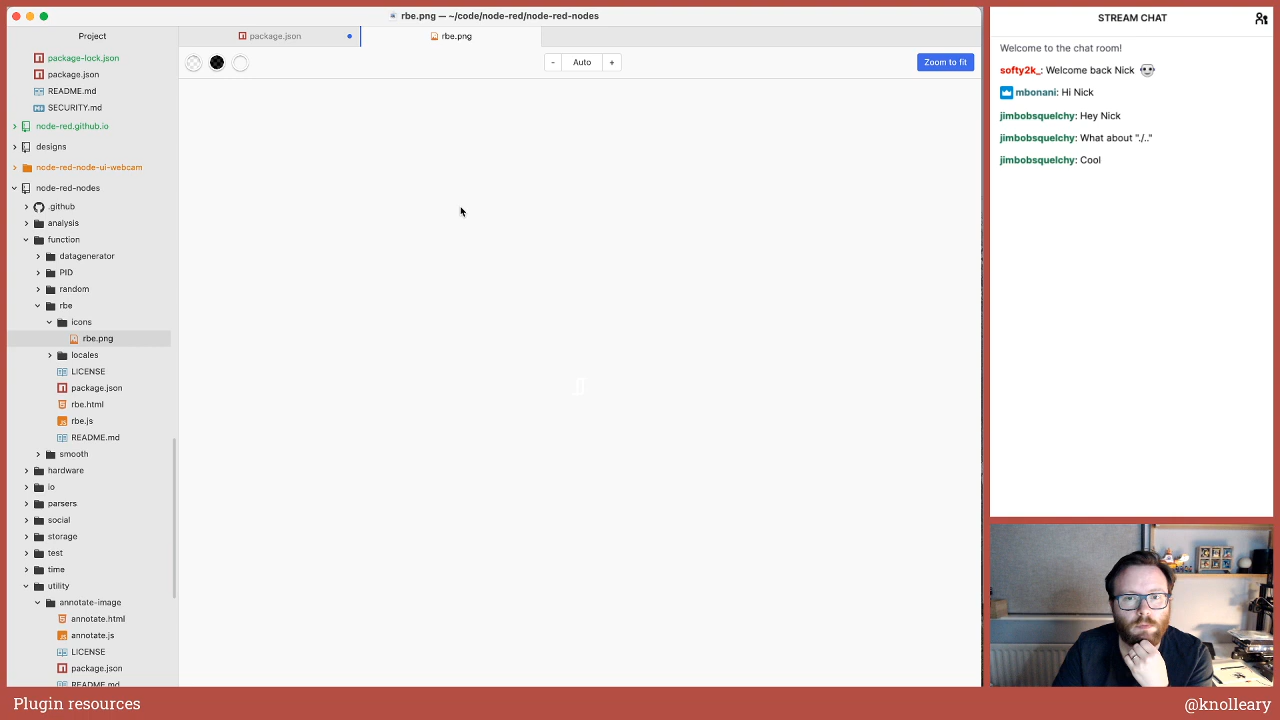 rbe.png — ~/code/node-red/node-red-nodes
Project
package.json
rbe.png
- Auto +
Zoom to fit
package-lock.json
package.json
README.md
SECURITY.md
node-red.github.io
designs
node-red-node-ui-webcam
node-red-nodes
.github
analysis
function
datagenerator
PID
random
rbe
icons
rbe.png
locales
LICENSE
package.json
rbe.html
rbe.js
README.md
smooth
hardware
io
parsers
social
storage
test
time
utility
annotate-image
annotate.html
annotate.js
LICENSE
package.json
README.md
STREAM CHAT
Welcome to the chat room!
softy2k_: Welcome back Nick
mbonani: Hi Nick
jimbobsquelchy: Hey Nick
jimbobsquelchy: What about "./.."
jimbobsquelchy: Cool
Plugin resources
@knolleary